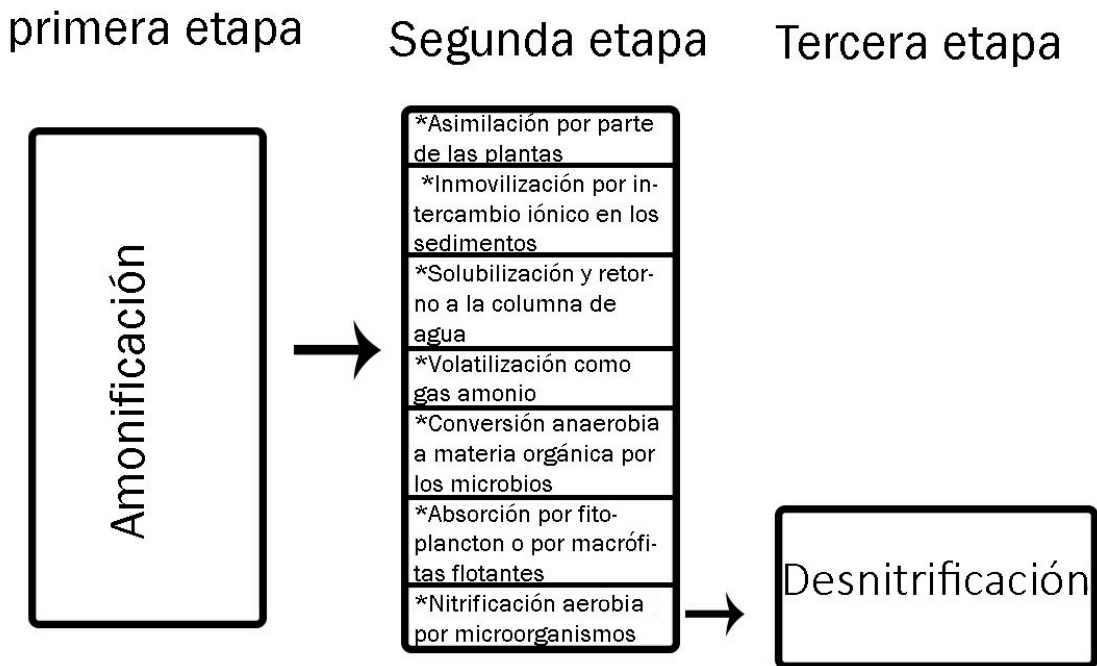 primera etapa
Segunda etapa
Tercera etapa
Amonificación
*Asimilación por parte
de las plantas
*Inmovilización por in-
tercambio iónico en los
sedimentos
*Solubilización y retor-
no a la columna de
agua
*Volatilización como
gas amonio
*Conversión anaerobia
a materia orgánica por
los microbios
*Absorción por fito-
plancton o por macrófi-
tas flotantes
*Nitrificación aerobia
por microorganismos
Desnitrificación